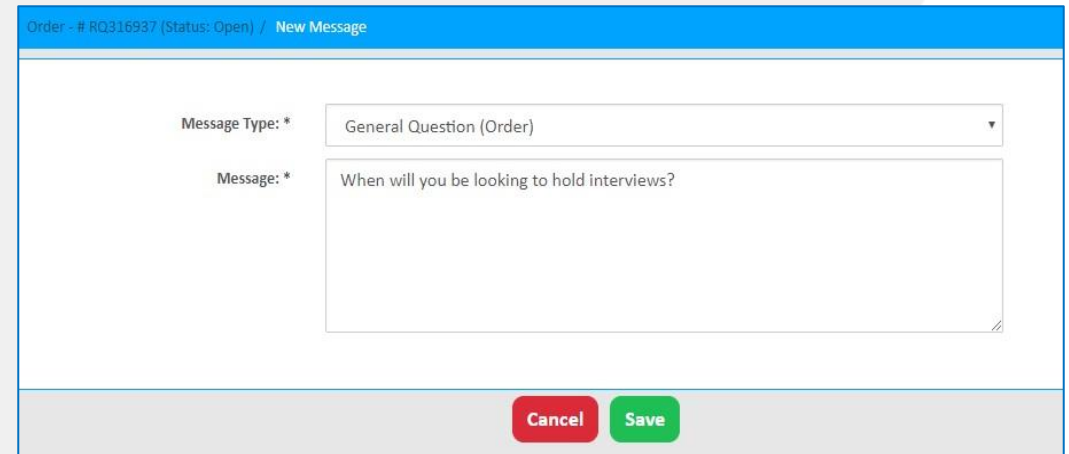 Order - # RQ316937 (Status: Open) / New Message
Message Type: * General Question (Order)
Message: * When will you be looking to hold interviews?
Cancel Save